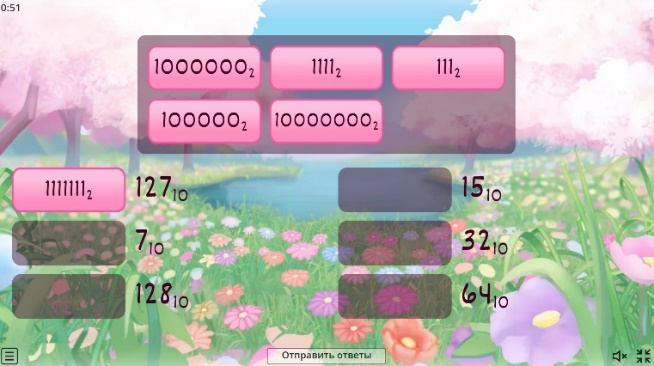 0:51
1000000₂ 1111₂ 111₂
100000₂ 10000000₂
1111111₂ 127₁₀ 15₁₀
7₁₀ 32₁₀
128₁₀ 64₁₀
Отправить ответы